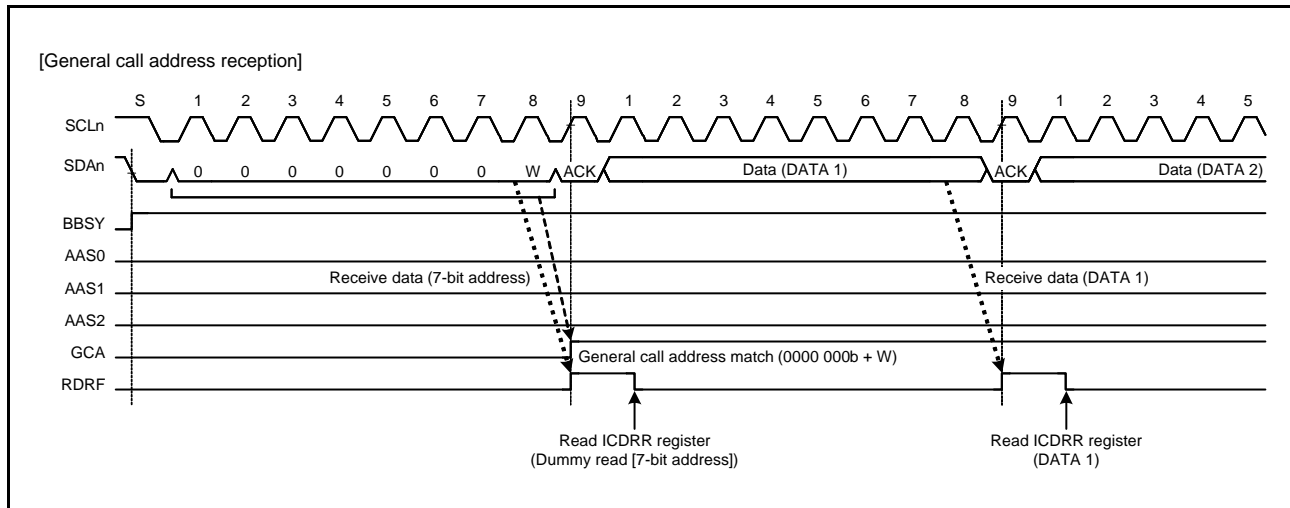 [General call address reception]
S 1 2 3 4 5 6 7 8 9 1 2 3 4 5 6 7 8 9 1 2 3 4 5
SCLn
SDAn 0 0 0 0 0 0 0 W ACK Data (DATA 1) ACK Data (DATA 2)
BBSY
AAS0
Receive data (7-bit address) Receive data (DATA 1)
AAS1
AAS2
GCA General call address match (0000 000b + W)
RDRF
Read ICDRR register Read ICDRR register
(Dummy read [7-bit address]) (DATA 1)